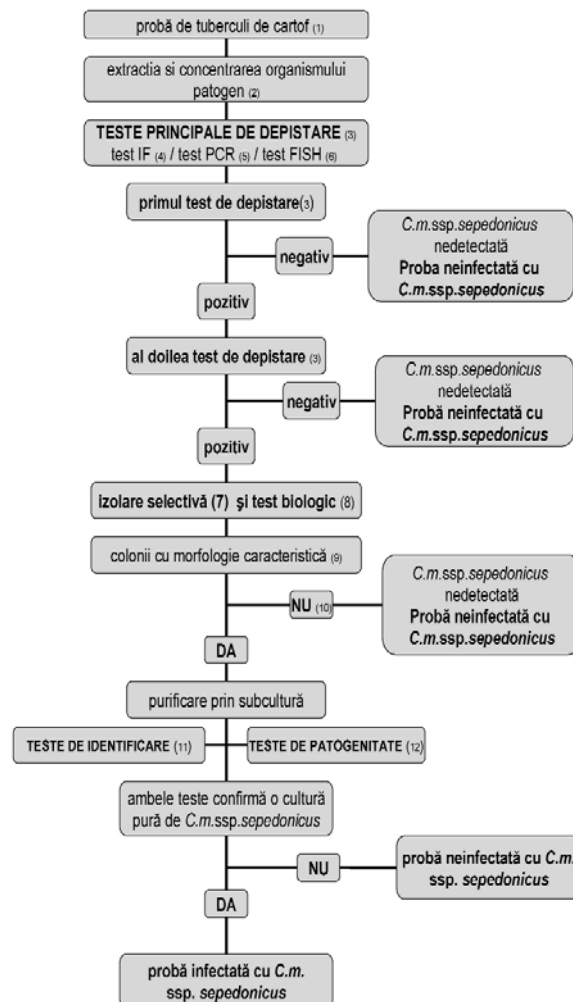 probă de tuberculi de cartof (1)
extractia si concentrarea organismului
patogen (2)
TESTE PRINCIPALE DE DEPISTARE (3)
test IF (4) / test PCR (5) / test FISH (6)
primul test de depistare(3)
negativ
C.m.ssp.sepedonicus
nedetectată
Proba neinfectată cu
C.m.ssp.sepedonicus
pozitiv
al doilea test de depistare (3)
negativ
C.m.ssp.sepedonicus
nedetectată
Probă neinfectată cu
C.m.ssp.sepedonicus
pozitiv
izolare selectivă (7) şi test biologic (8)
colonii cu morfologie caracteristică (9)
NU (10)
C.m.ssp.sepedonicus
nedetectată
Probă neinfectată cu
C.m.ssp.sepedonicus
DA
purificare prin subcultură
TESTE DE IDENTIFICARE (11)
TESTE DE PATOGENITATE (12)
ambele teste confirmă o cultură
pură de C.m.ssp.sepedonicus
NU
probă neinfectată cu C.m.
ssp. sepedonicus
DA
probă infectată cu C.m.
ssp. sepedonicus